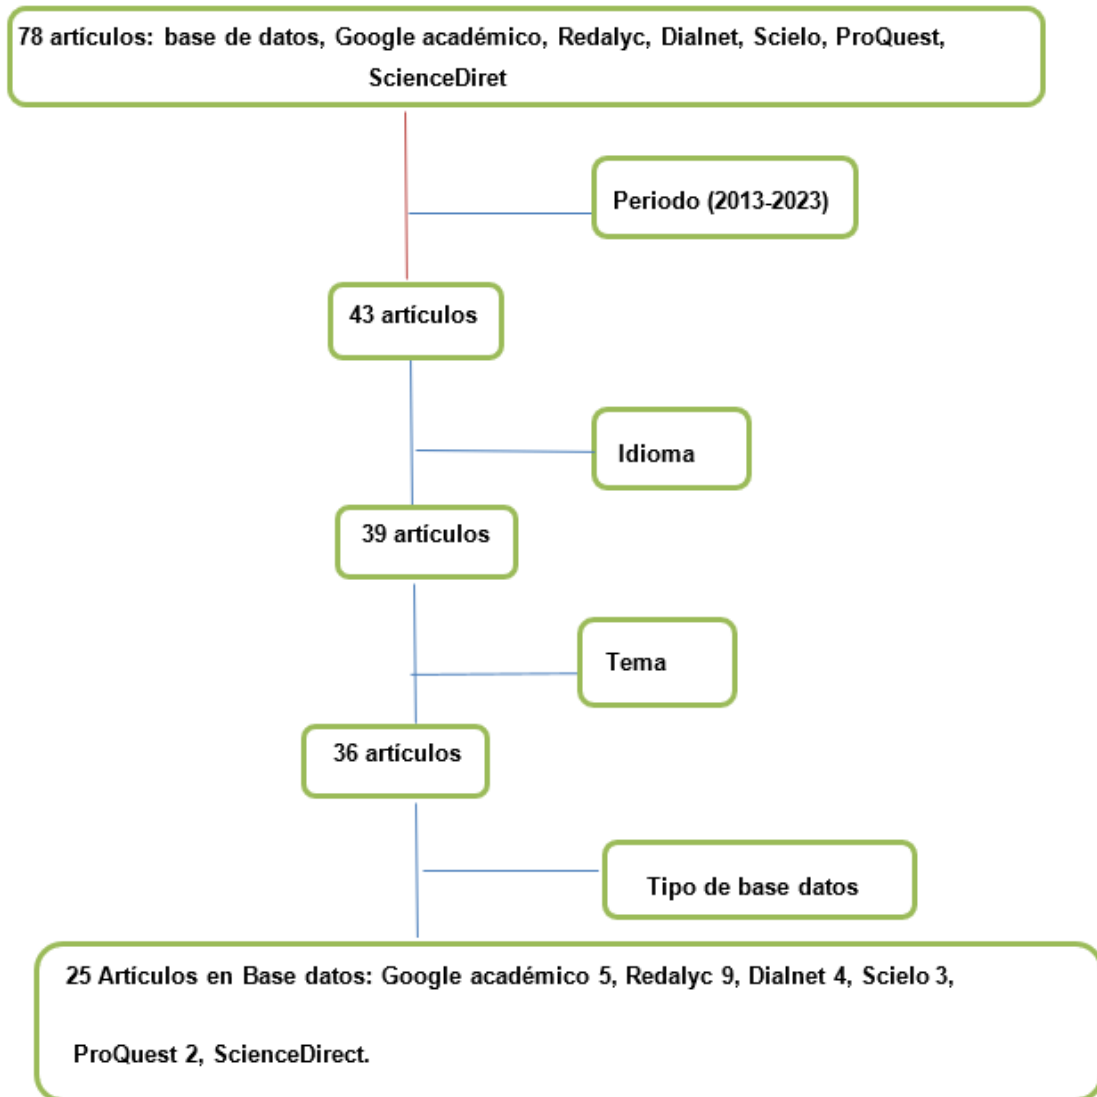 78 artículos: base de datos, Google académico, Redalyc, Dialnet, Scielo, ProQuest,
ScienceDiret
Periodo (2013-2023)
43 artículos
Idioma
39 artículos
Tema
36 artículos
Tipo de base datos
25 Artículos en Base datos: Google académico 5, Redalyc 9, Dialnet 4, Scielo 3,
ProQuest 2, ScienceDirect.